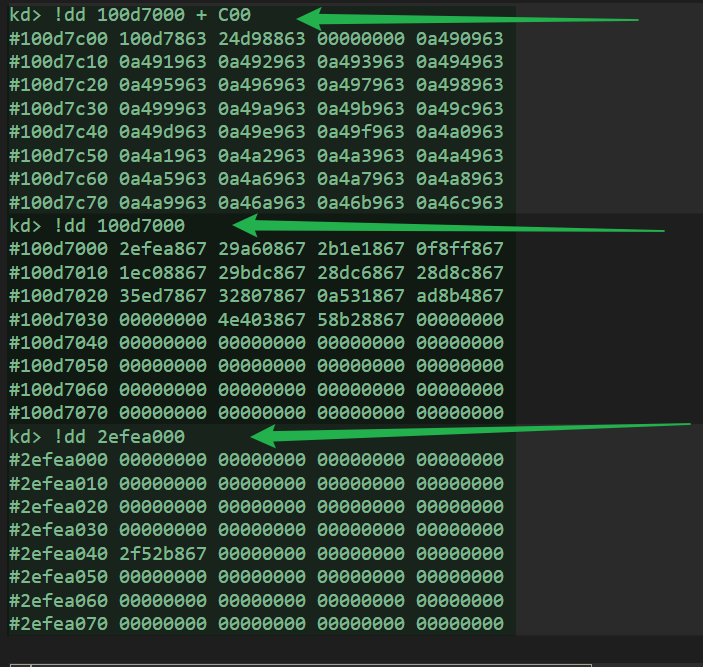 kd> !dd 100d7000 + C00
#100d7c00 100d7863 24d98863 00000000 0a490963
#100d7c10 0a491963 0a492963 0a493963 0a494963
#100d7c20 0a495963 0a496963 0a497963 0a498963
#100d7c30 0a499963 0a49a963 0a49b963 0a49c963
#100d7c40 0a49d963 0a49e963 0a49f963 0a4a0963
#100d7c50 0a4a1963 0a4a2963 0a4a3963 0a4a4963
#100d7c60 0a4a5963 0a4a6963 0a4a7963 0a4a8963
#100d7c70 0a4a9963 0a46a963 0a46b963 0a46c963
kd> !dd 100d7000
#100d7000 2efea867 29a60867 2b1e1867 0f8ff867
#100d7010 1ec08867 29bdc867 28dc6867 28d8c867
#100d7020 35ed7867 32807867 0a531867 ad8b4867
#100d7030 00000000 4e403867 58b28867 00000000
#100d7040 00000000 00000000 00000000 00000000
#100d7050 00000000 00000000 00000000 00000000
#100d7060 00000000 00000000 00000000 00000000
#100d7070 00000000 00000000 00000000 00000000
kd> !dd 2efea000
#2efea000 00000000 00000000 00000000 00000000
#2efea010 00000000 00000000 00000000 00000000
#2efea020 00000000 00000000 00000000 00000000
#2efea030 00000000 00000000 00000000 00000000
#2efea040 2f52b867 00000000 00000000 00000000
#2efea050 00000000 00000000 00000000 00000000
#2efea060 00000000 00000000 00000000 00000000
#2efea070 00000000 00000000 00000000 00000000